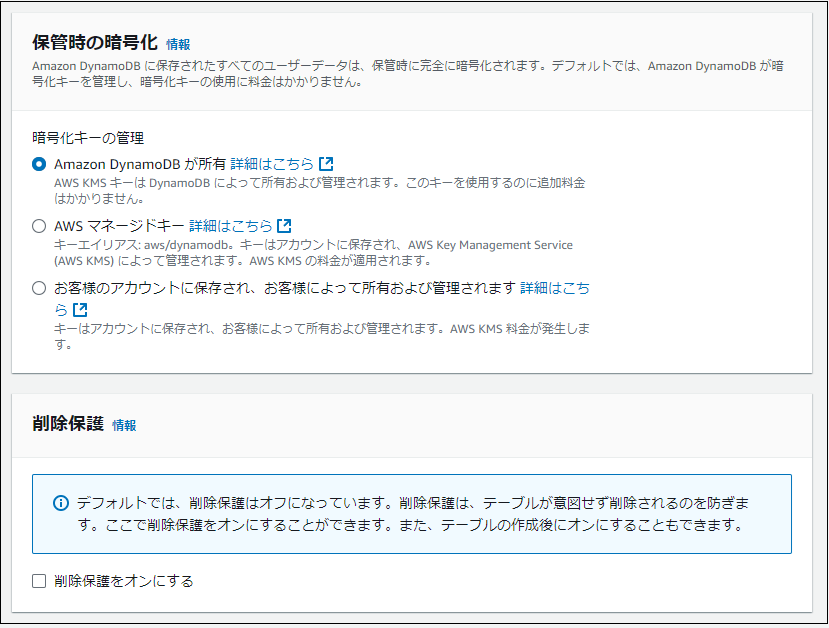 保管時の暗号化 情報
Amazon DynamoDB に保存されたすべてのユーザーデータは、保管時に完全に暗号化されます。デフォルトでは、Amazon DynamoDB が暗
号化キーを管理し、暗号化キーの使用に料金はかかりません。
暗号化キーの管理
Amazon DynamoDB が所有 詳細はこちら
AWS KMS キーは DynamoDB によって所有および管理されます。このキーを使用するのに追加料金
はかかりません。
AWS マネージドキー 詳細はこちら
キーエイリアス: aws/dynamodb。キーはアカウントに保存され、AWS Key Management Service
(AWS KMS) によって管理されます。AWS KMS の料金が適用されます。
お客様のアカウントに保存され、お客様によって所有および管理されます 詳細はこち
ら
キーはアカウントに保存され、お客様によって所有および管理されます。AWS KMS 料金が発生しま
す。
削除保護 情報
デフォルトでは、削除保護はオフになっています。削除保護は、テーブルが意図せず削除されるのを防ぎま
す。ここで削除保護をオンにすることができます。また、テーブルの作成後にオンにすることもできます。
削除保護をオンにする